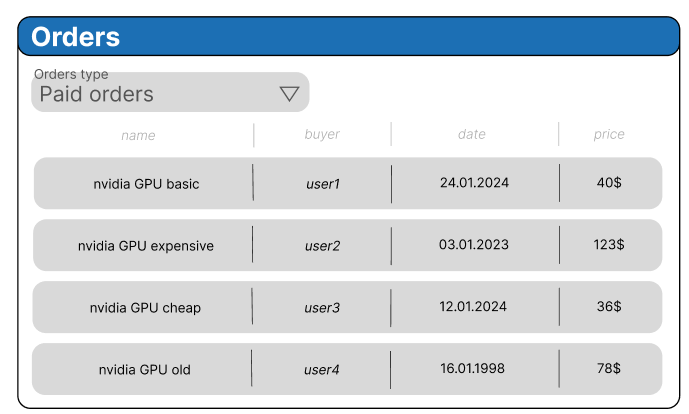 Orders
Orders type
Paid orders
name buyer date price
nvidia GPU basic user1 24.01.2024 40$
nvidia GPU expensive user2 03.01.2023 123$
nvidia GPU cheap user3 12.01.2024 36$
nvidia GPU old user4 16.01.1998 78$